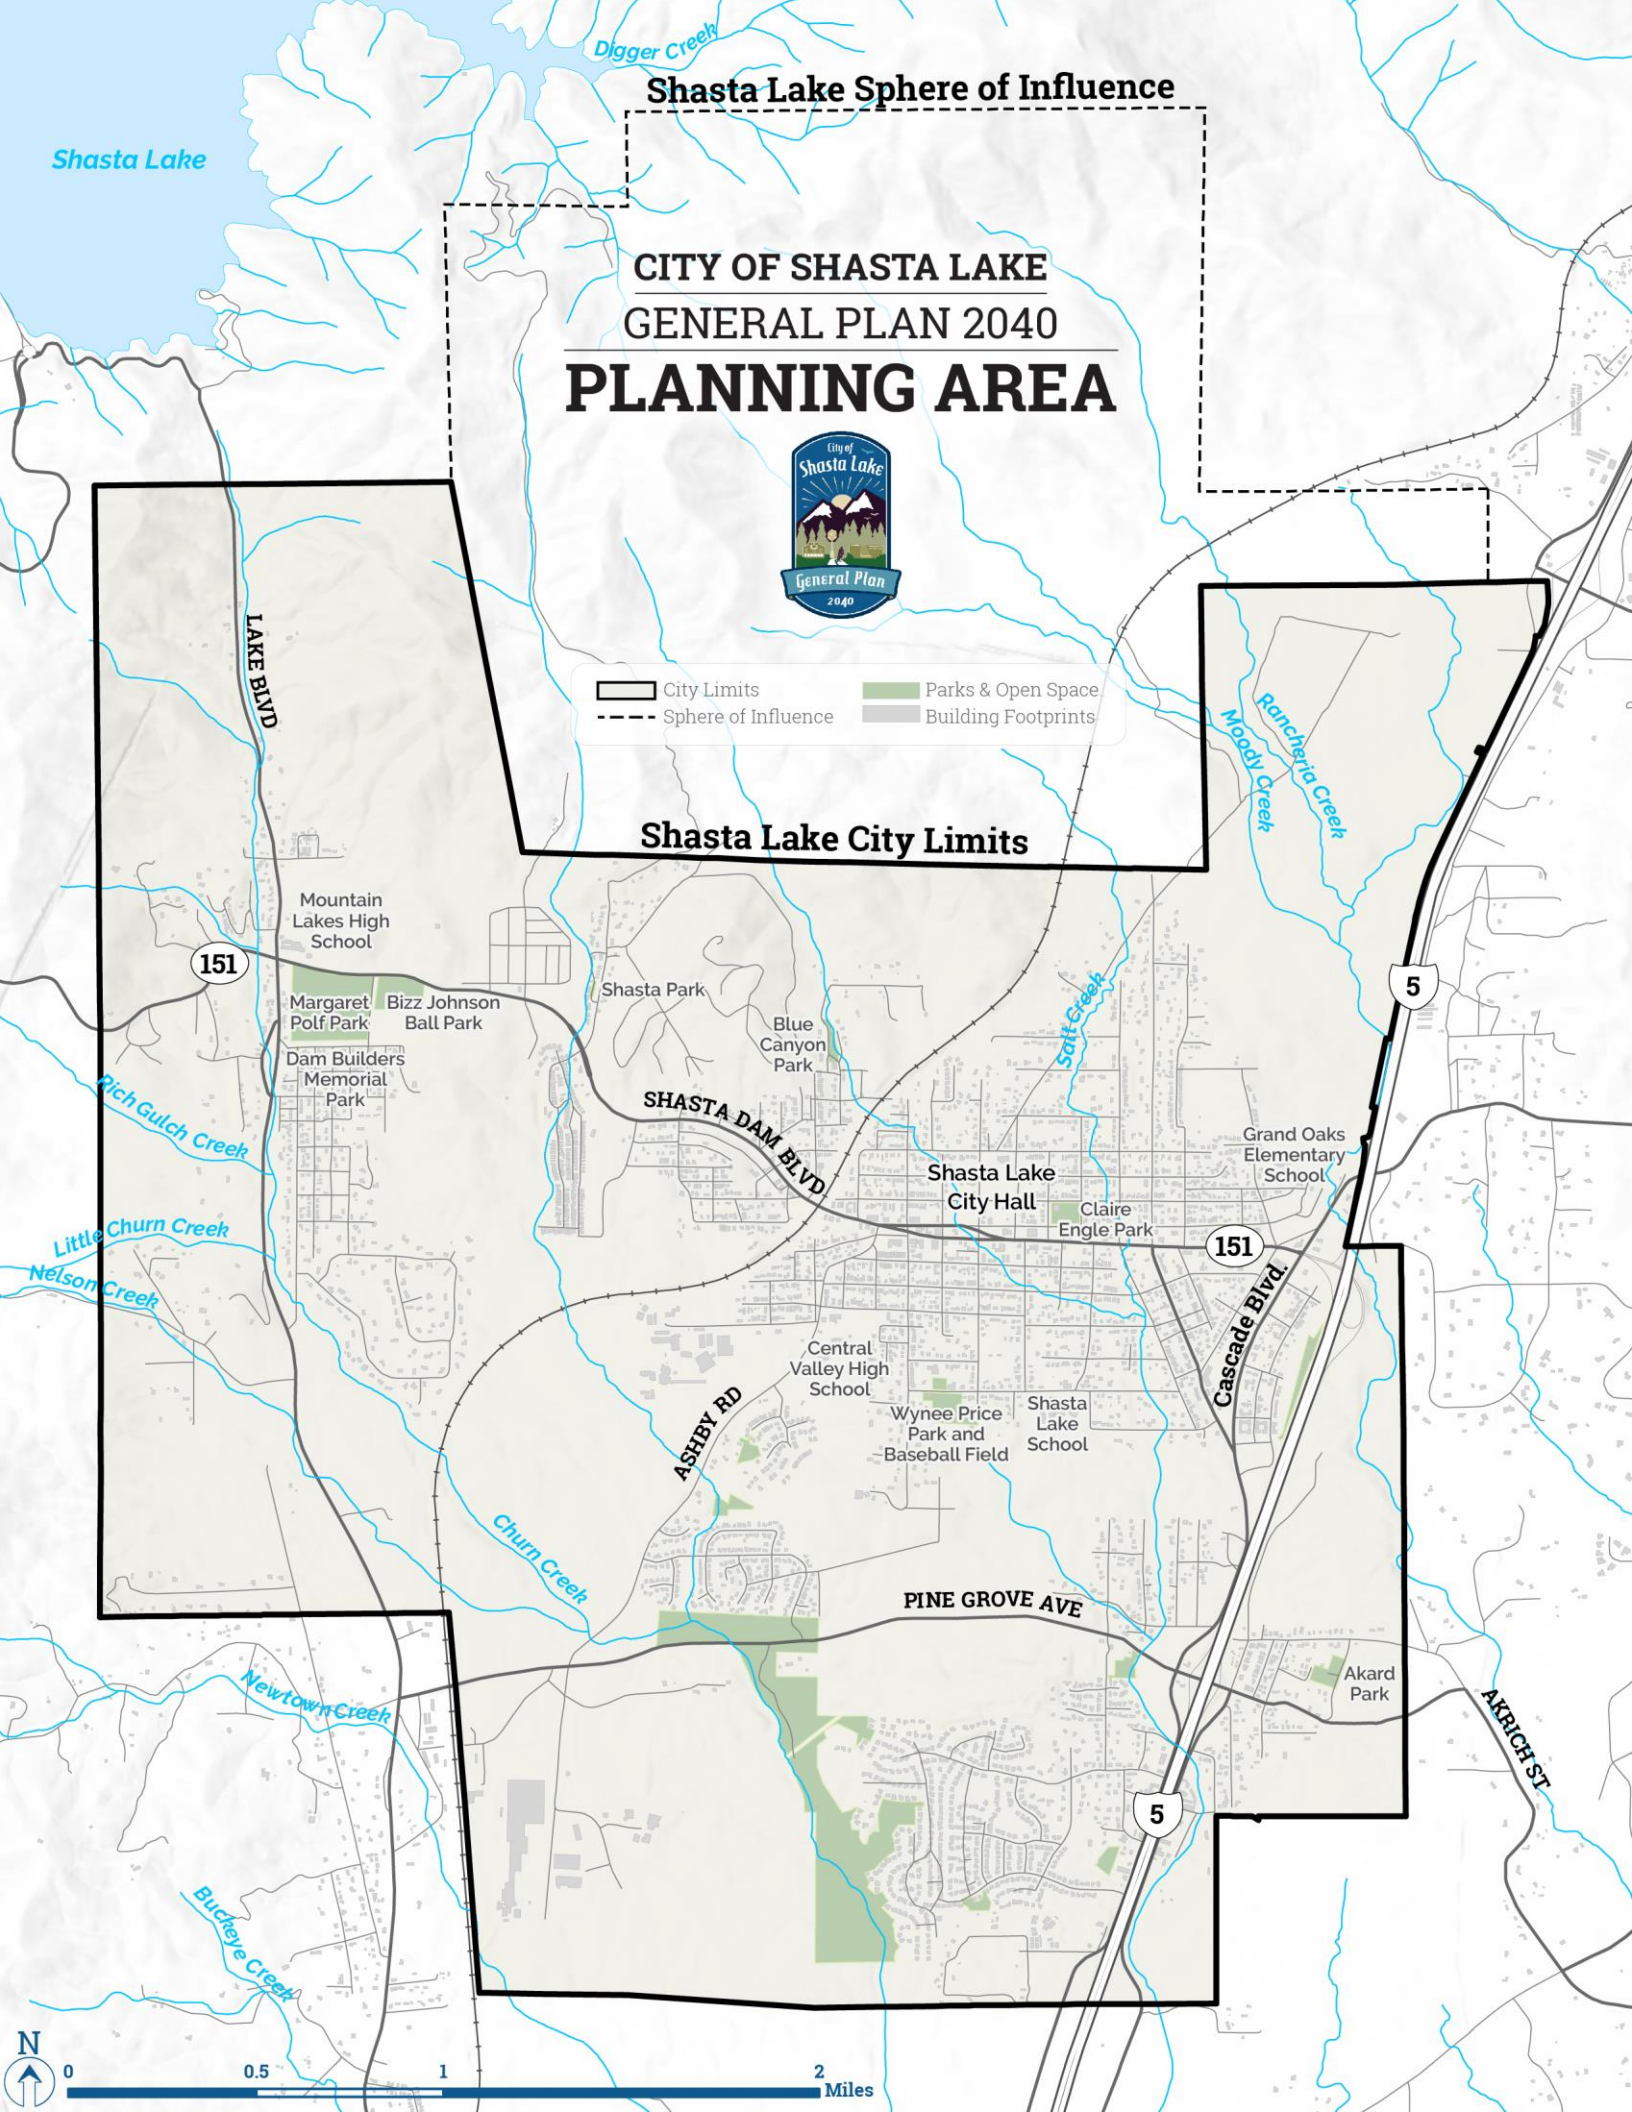 Digger Creek
Shasta Lake Sphere of Influence
Shasta Lake
CITY OF SHASTA LAKE
GENERAL PLAN 2040
PLANNING AREA
City of
Shasta Lake
General Plan
2040
LAKE BLVD
City Limits
Parks & Open Space
Sphere of Influence
Building Footprints
Rancheria Creek
Moody Creek
Shasta Lake City Limits
Mountain
Lakes High
School
151
5
Shasta Park
Margaret
Polf Park
Bizz Johnson
Ball Park
Salt Creek
Blue
Canyon
Park
Dam Builders
Memorial
Park
Rich Gulch Creek
SHASTA DAM BLVD
Grand Oaks
Elementary
School
Shasta Lake
City Hall
Claire
Engle Park
Little Churn Creek
151
Nelson Creek
Cascade Blvd.
Central
Valley High
School
ASHBY RD
Wynee Price
Park and
Baseball Field
Shasta
Lake
School
Churn Creek
PINE GROVE AVE
Akard
Park
Newtown Creek
AKRICH ST
5
Buckeye Creek
N
0
0.5
1
2
Miles